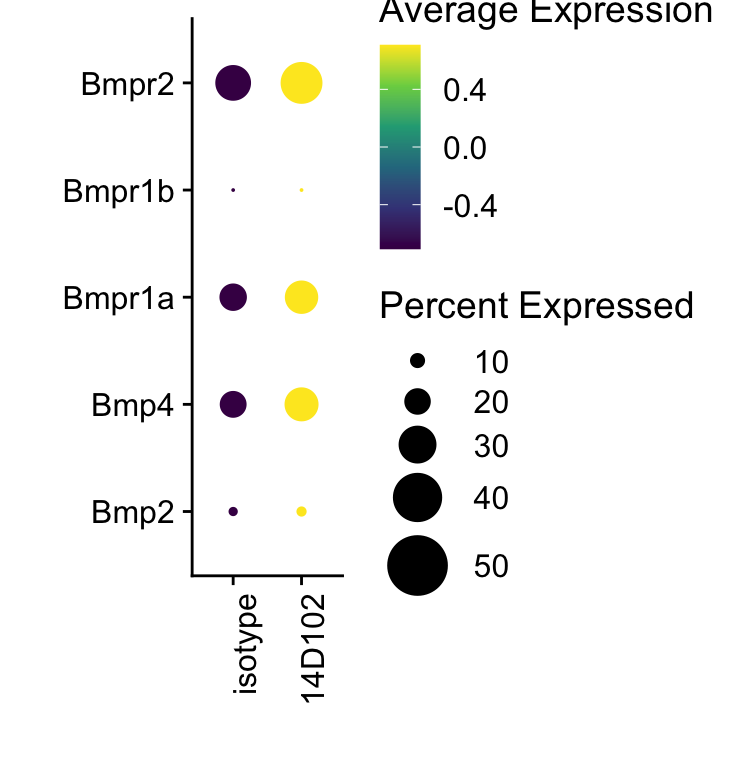 Average Expression
0.4
0.0
-0.4
Percent Expressed
10
20
30
40
50
Bmpr2
Bmpr1b
Bmpr1a
Bmp4
Bmp2
isotype
14D102